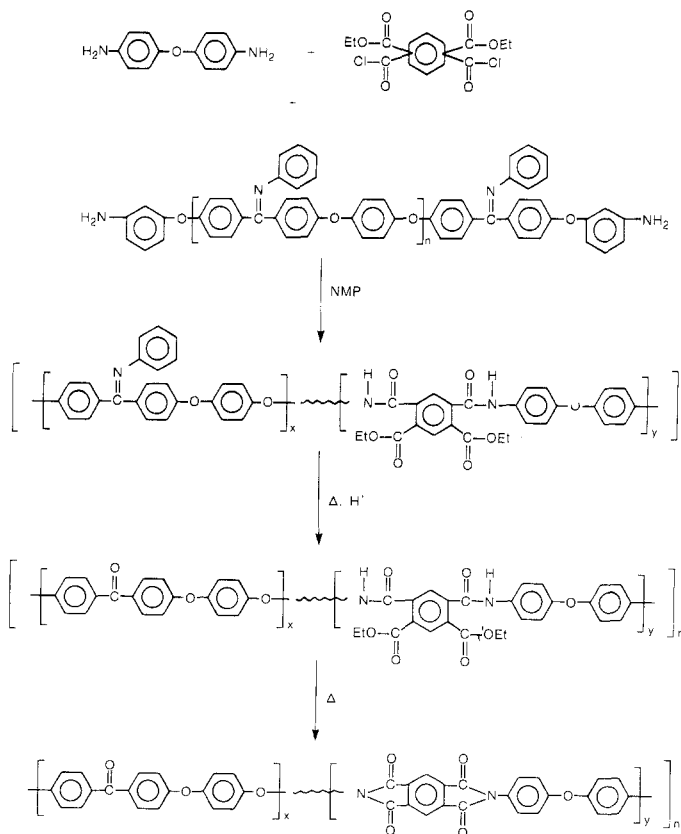 O O
EtO-C C-OEt
H₂N O NH₂ +
Cl-C C-Cl
O O
N N
H₂N O C O O C O NH₂
n
NMP
N H O O H
C O O N C C N O
EtO-C C-OEt
O O
x y
Δ, H⁺
O H O O H
C O O N C C N O
EtO-C C-OEt
O O
x y n
Δ
O O O
C O O C C
N N O
C C
O O
x y n